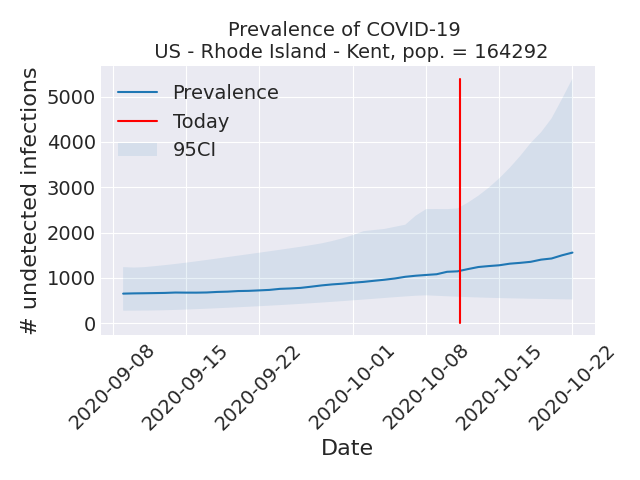 Prevalence of COVID-19
US - Rhode Island - Kent, pop. = 164292
# undetected infections
5000
4000
3000
2000
1000
0
Prevalence
Today
95CI
2020-09-08
2020-09-15
2020-09-22
2020-10-01
2020-10-08
2020-10-15
2020-10-22
Date